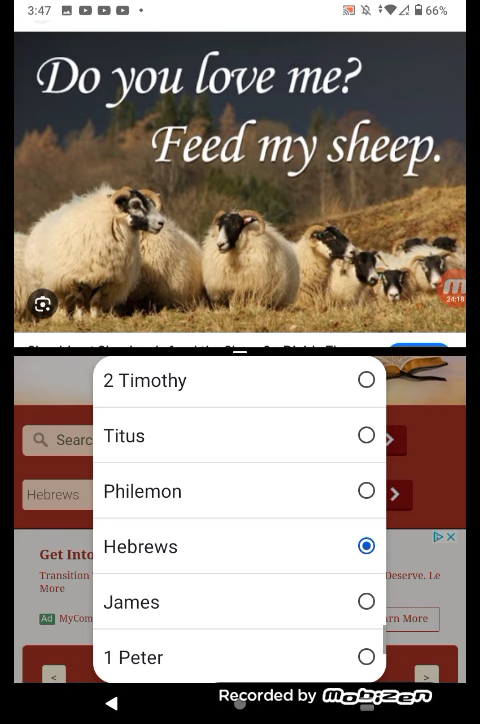 3:47
66%
Do you love me?
Feed my sheep.
24:18
2 Timothy
Titus
Searc
Philemon
Hebrews
Hebrews
Get Into
James
Transition
Deserve. Le
More
Ad MyCom
arn More
1 Peter
< >
Recorded by Mobizen